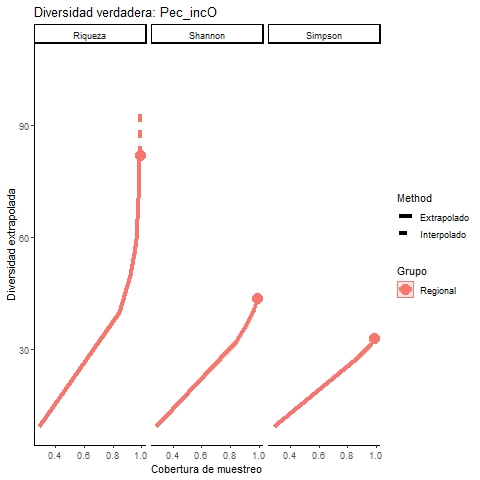 Diversidad verdadera: Pec_incO
Riqueza Shannon Simpson
90
60
30
Diversidad extrapolada
0.4 0.6 0.8 1.0 0.4 0.6 0.8 1.0 0.4 0.6 0.8 1.0
Cobertura de muestreo
Method
Extrapolado
Interpolado
Grupo
Regional